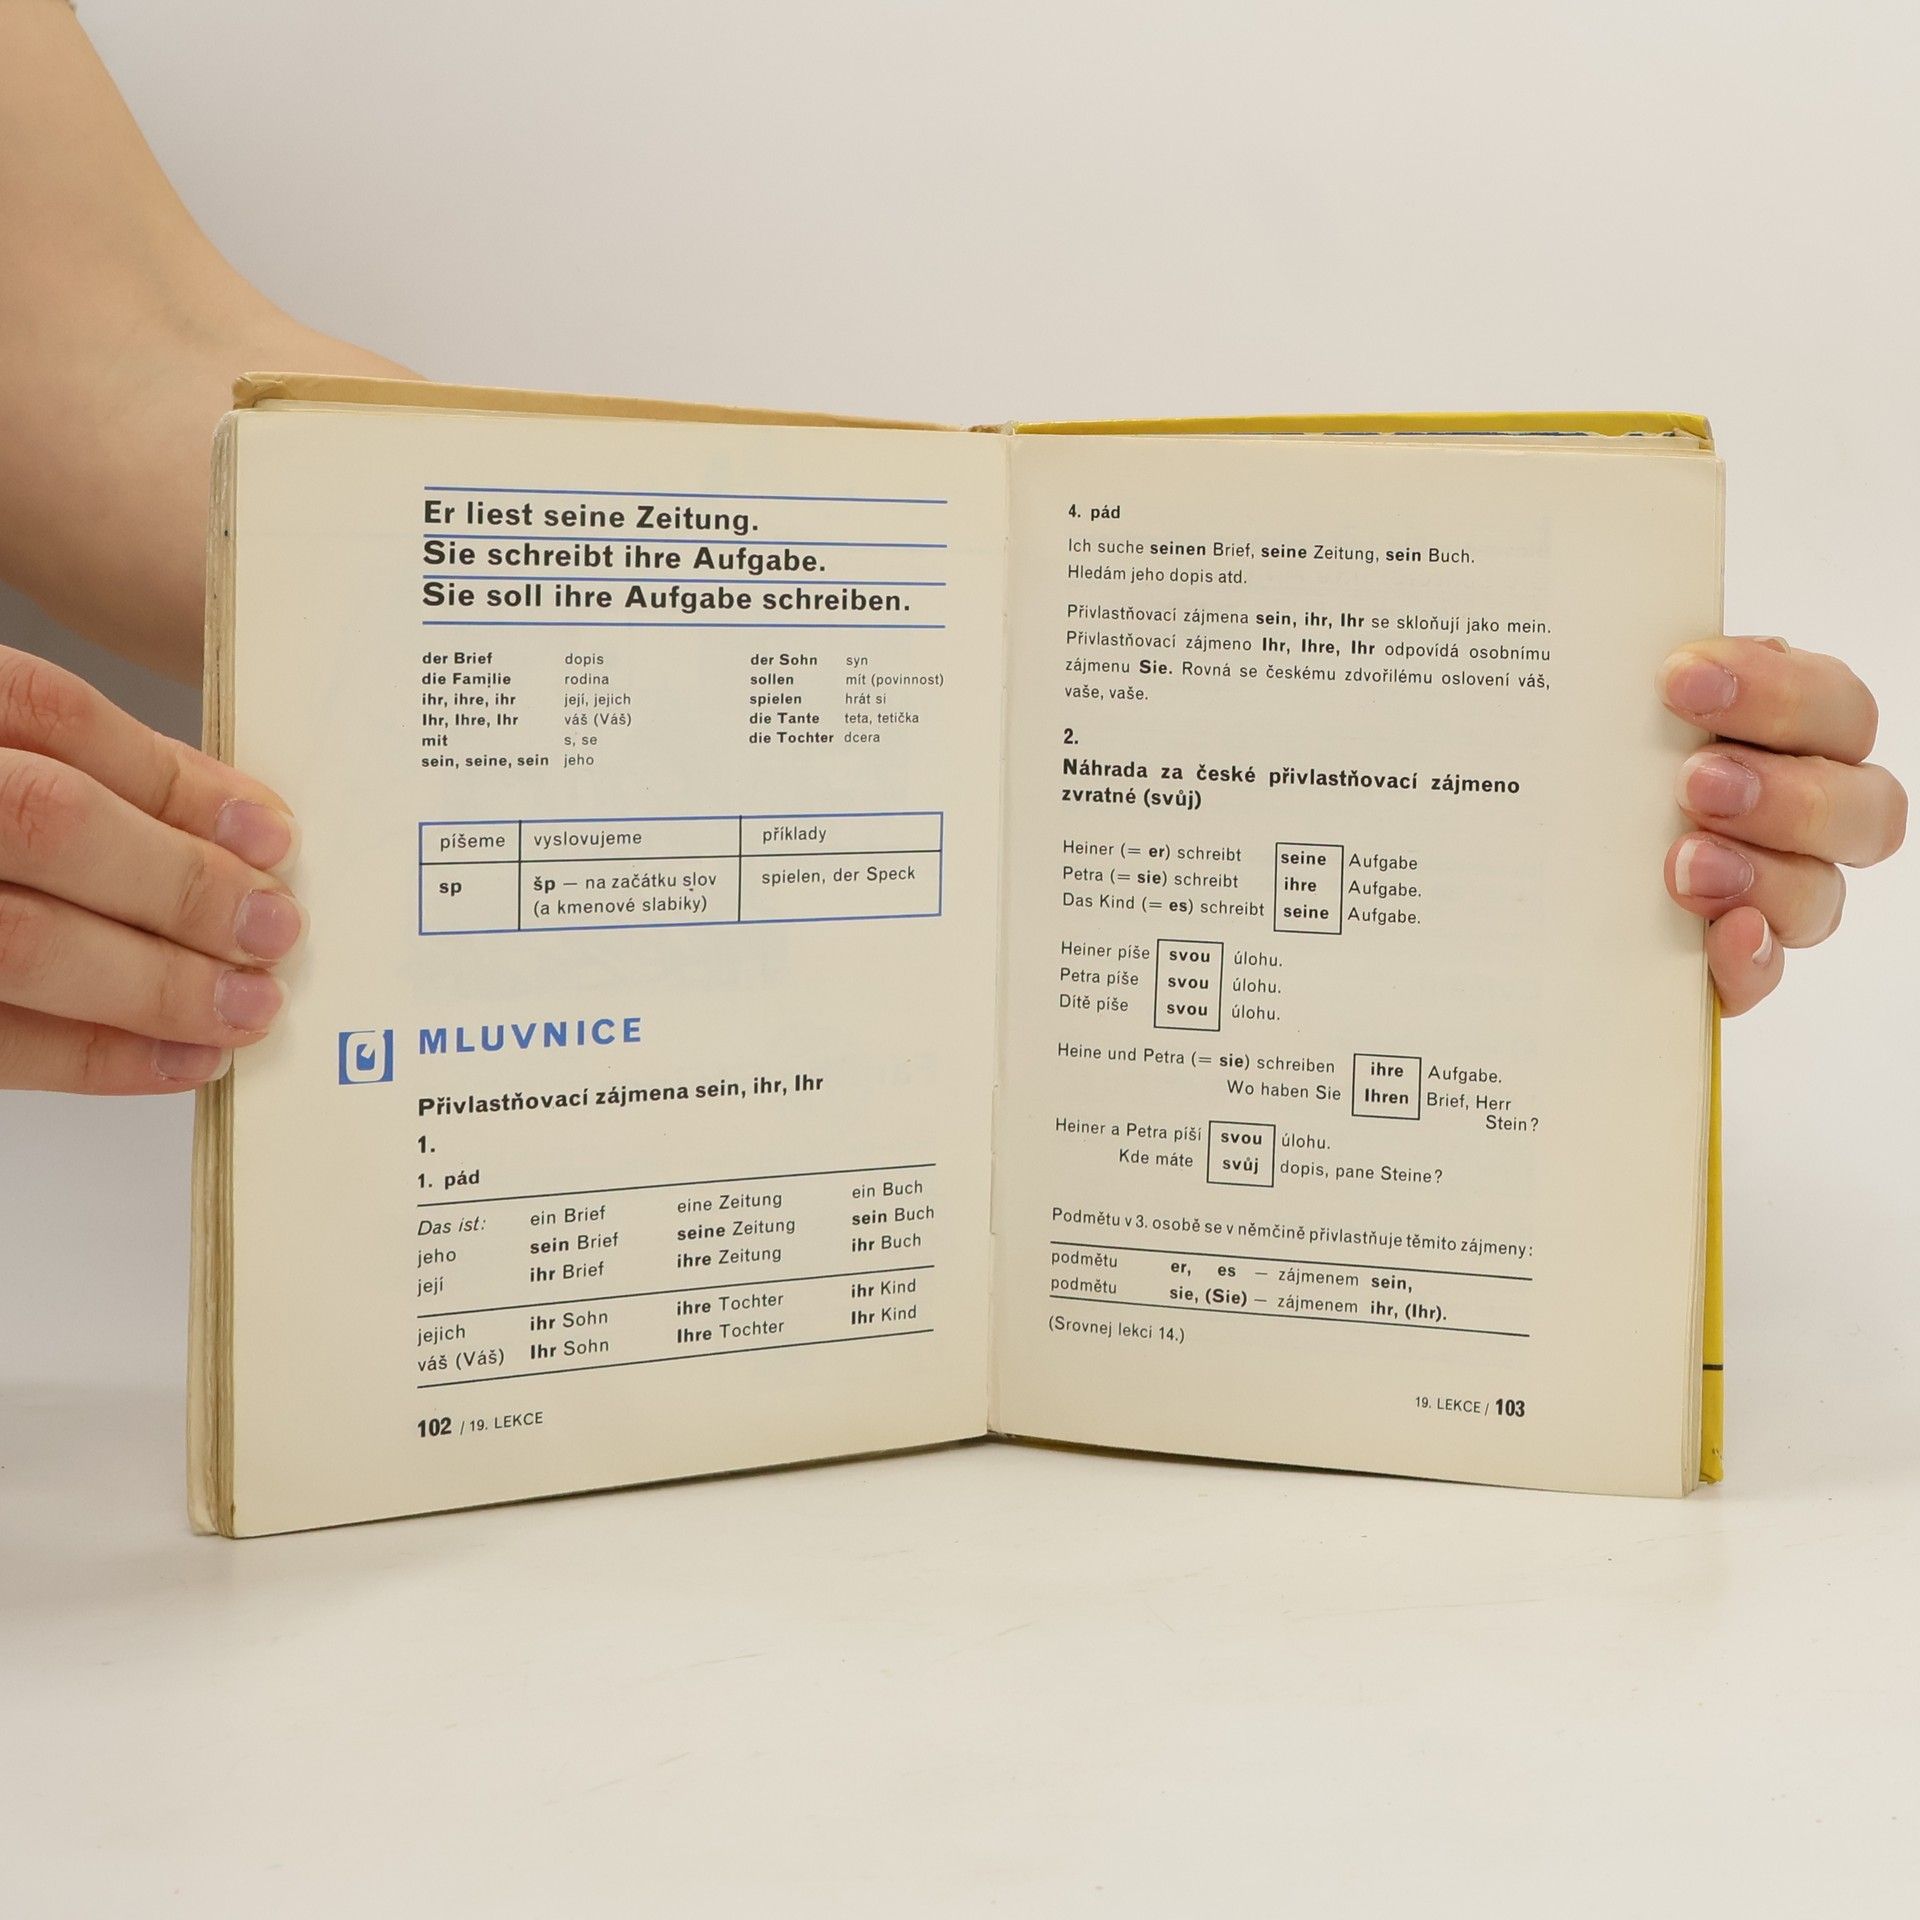 Er liest seine Zeitung.
Sie schreibt ihre Aufgabe.
Sie soll ihre Aufgabe schreiben.
der Brief dopis
die Familie rodina
ihr, ihre, ihr její, jejich
Ihr, Ihre, Ihr váš (Váš)
mit s, se
sein, seine, sein jeho
der Sohn syn
sollen mít (povinnost)
spielen hrát si
die Tante teta, tetička
die Tochter dcera
píšeme vyslovujeme příklady
sp šp — na začátku slov spielen, der Speck
(a kmenové slabiky)
MLUVNICE
Přivlastňovací zájmena sein, ihr, Ihr
1.
1. pád
Das ist: ein Brief eine Zeitung ein Buch
jeho sein Brief seine Zeitung sein Buch
její ihr Brief ihre Zeitung ihr Buch
jejich ihr Sohn ihre Tochter ihr Kind
váš (Váš) Ihr Sohn Ihre Tochter Ihr Kind
102 / 19. LEKCE
4. pád
Ich suche seinen Brief, seine Zeitung, sein Buch.
Hledám jeho dopis atd.
Přivlastňovací zájmena sein, ihr, Ihr se skloňují jako mein.
Přivlastňovací zájmeno Ihr, Ihre, Ihr odpovídá osobnímu
zájmenu Sie. Rovná se českému zdvořilému oslovení váš,
vaše, vaše.
2.
Náhrada za české přivlastňovací zájmeno
zvratné (svůj)
Heiner (= er) schreibt seine Aufgabe
Petra (= sie) schreibt ihre Aufgabe.
Das Kind (= es) schreibt seine Aufgabe.
Heiner píše svou úlohu.
Petra píše svou úlohu.
Dítě píše svou úlohu.
Heine und Petra (= sie) schreiben ihre Aufgabe.
Wo haben Sie Ihren Brief, Herr
Stein?
Heiner a Petra píší svou úlohu.
Kde máte svůj dopis, pane Steine?
Podmětu v 3. osobě se v němčině přivlastňuje těmito zájmeny:
podmětu er, es — zájmenem sein,
podmětu sie, (Sie) — zájmenem ihr, (Ihr).
(Srovnej lekci 14.)
19. LEKCE / 103